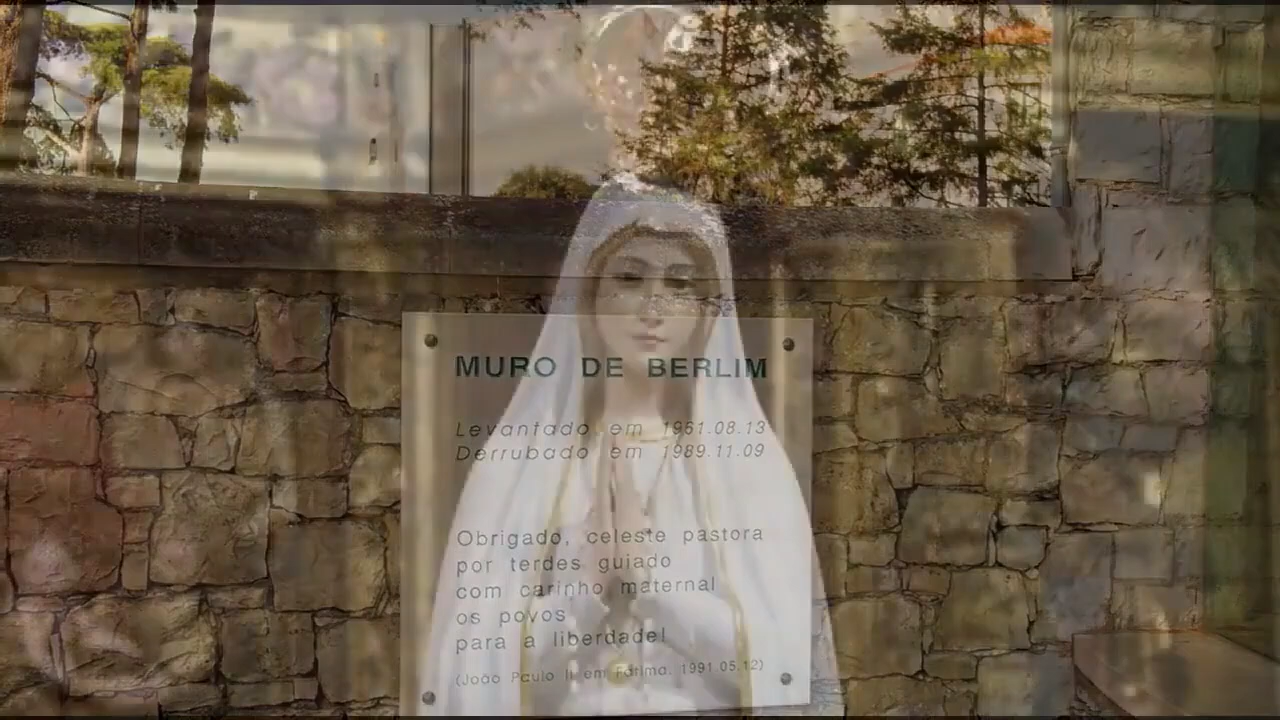 MURO DE BERLIM
Levantado em 1961.08.13
Derrubado em 1989.11.09
Obrigado, celeste pastora
por terdes guiado
com carinho maternal
os povos
para a liberdade!
(João Paulo II em Fátima, 1991.05.12)